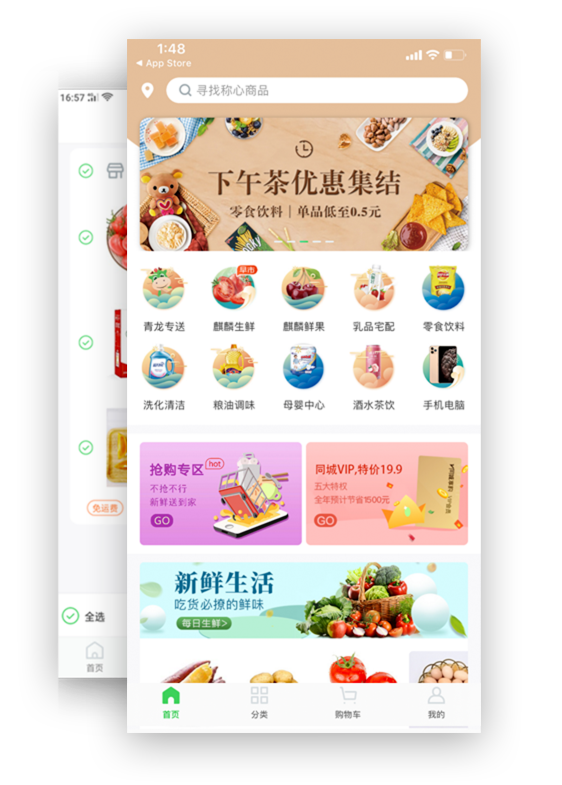 1:48
◀ App Store
寻找称心商品
下午茶优惠集结
零食饮料｜单品低至0.5元
早市
青龙专送
麒麟生鲜
麒麟鲜果
乳品宅配
零食饮料
洗化清洁
粮油调味
母婴中心
酒水茶饮
手机电脑
抢购专区
hot
不抢不行
新鲜送到家
GO
同城VIP,特价19.9
五大特权
全年预计节省1500元
GO
新鲜生活
吃货必撩的鲜味
每日生鲜>
首页
分类
购物车
我的
16:57
免运费
全选
首页